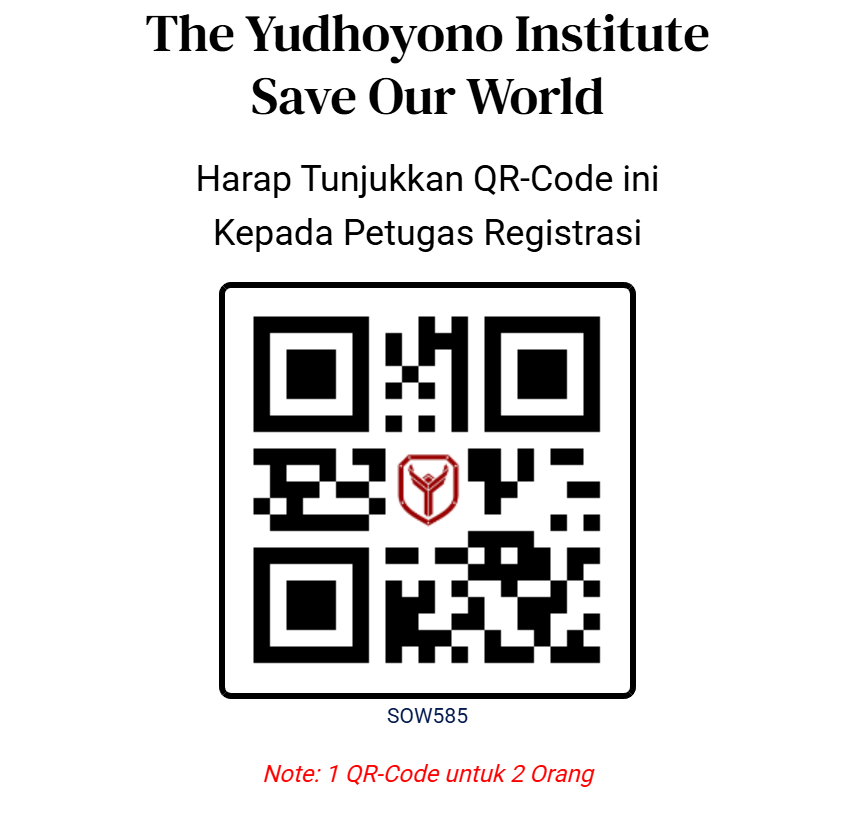 The Yudhoyono Institute
Save Our World
Harap Tunjukkan QR-Code ini
Kepada Petugas Registrasi
SOW585
Note: 1 QR-Code untuk 2 Orang